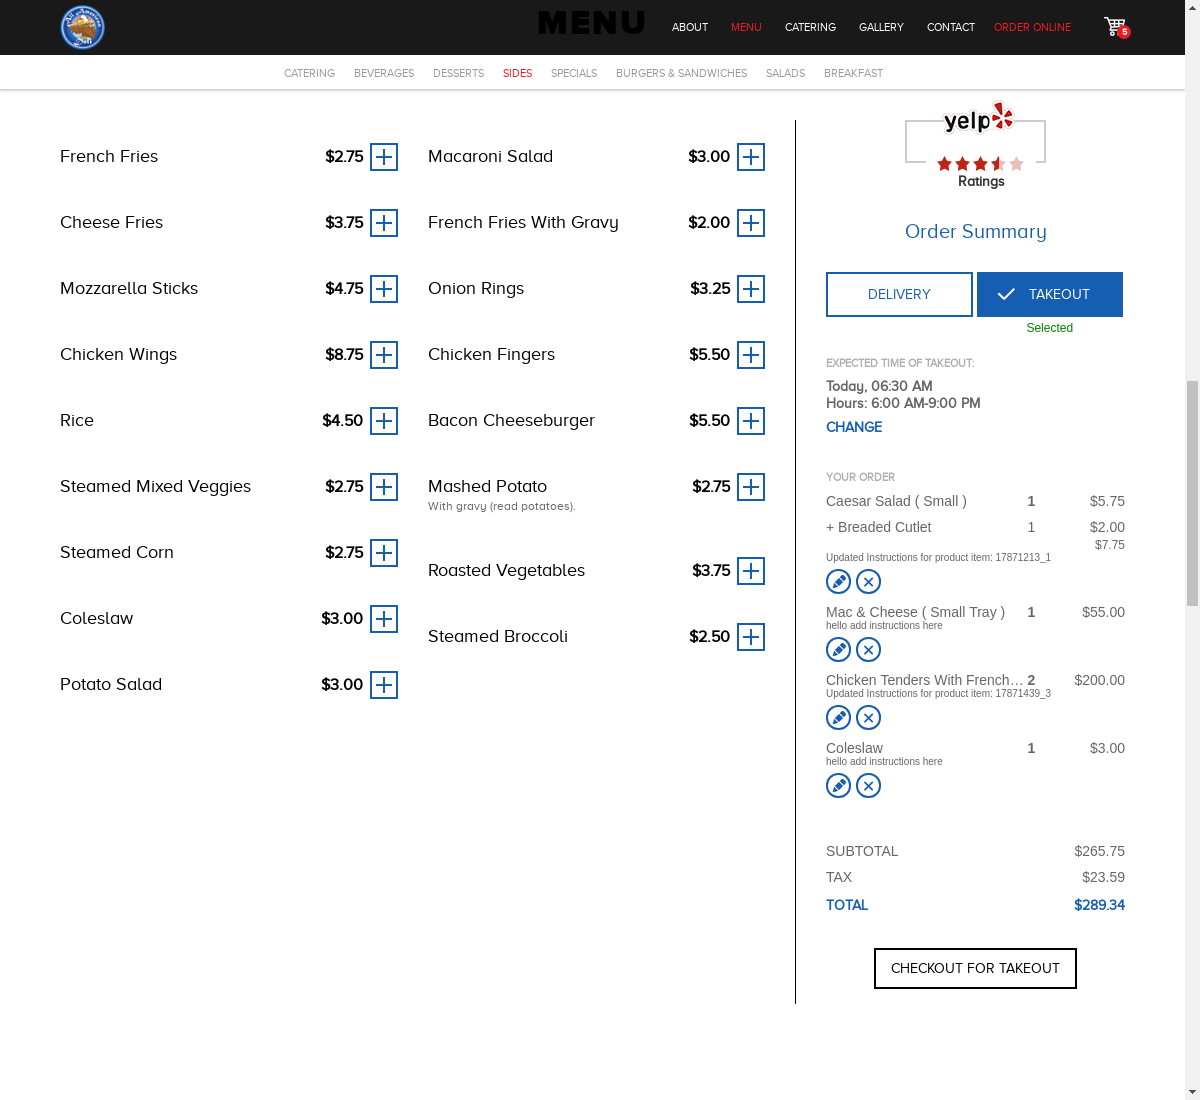 All American
Deli
MENU
ABOUT
MENU
CATERING
GALLERY
CONTACT
ORDER ONLINE
5
CATERING
BEVERAGES
DESSERTS
SIDES
SPECIALS
BURGERS & SANDWICHES
SALADS
BREAKFAST
French Fries $2.75
Cheese Fries $3.75
Mozzarella Sticks $4.75
Chicken Wings $8.75
Rice $4.50
Steamed Mixed Veggies $2.75
Steamed Corn $2.75
Coleslaw $3.00
Potato Salad $3.00
Macaroni Salad $3.00
French Fries With Gravy $2.00
Onion Rings $3.25
Chicken Fingers $5.50
Bacon Cheeseburger $5.50
Mashed Potato $2.75
With gravy (read potatoes).
Roasted Vegetables $3.75
Steamed Broccoli $2.50
yelp
Ratings
Order Summary
DELIVERY
TAKEOUT
Selected
EXPECTED TIME OF TAKEOUT:
Today, 06:30 AM
Hours: 6:00 AM-9:00 PM
CHANGE
YOUR ORDER
Caesar Salad ( Small ) 1 $5.75
+ Breaded Cutlet 1 $2.00
$7.75
Updated Instructions for product item: 17871213_1
Mac & Cheese ( Small Tray ) 1 $55.00
hello add instructions here
Chicken Tenders With French... 2 $200.00
Updated Instructions for product item: 17871439_3
Coleslaw 1 $3.00
hello add instructions here
SUBTOTAL $265.75
TAX $23.59
TOTAL $289.34
CHECKOUT FOR TAKEOUT